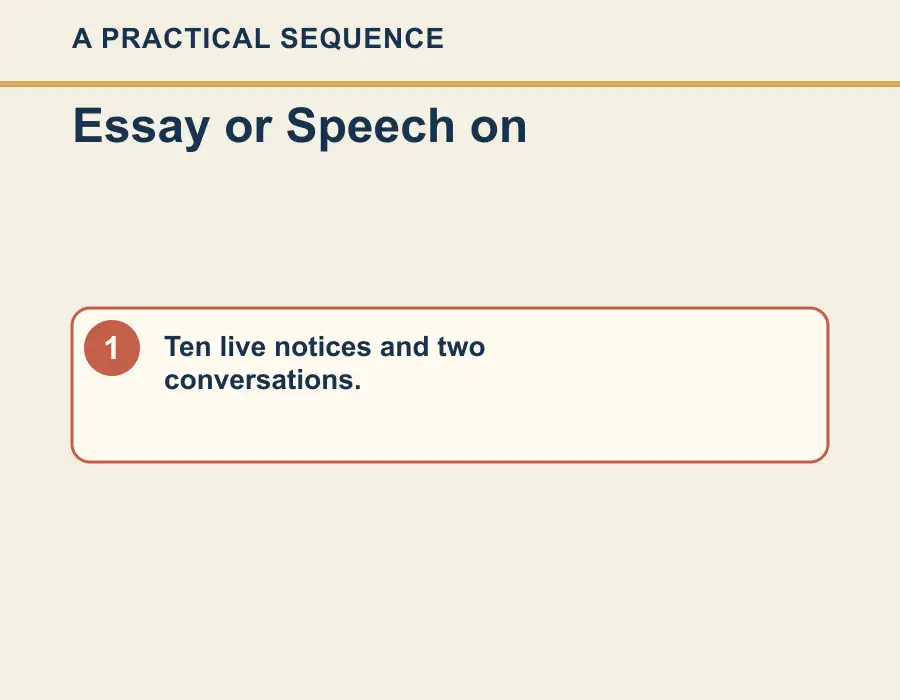 A PRACTICAL SEQUENCE
Essay or Speech on
1
Ten live notices and two
conversations.